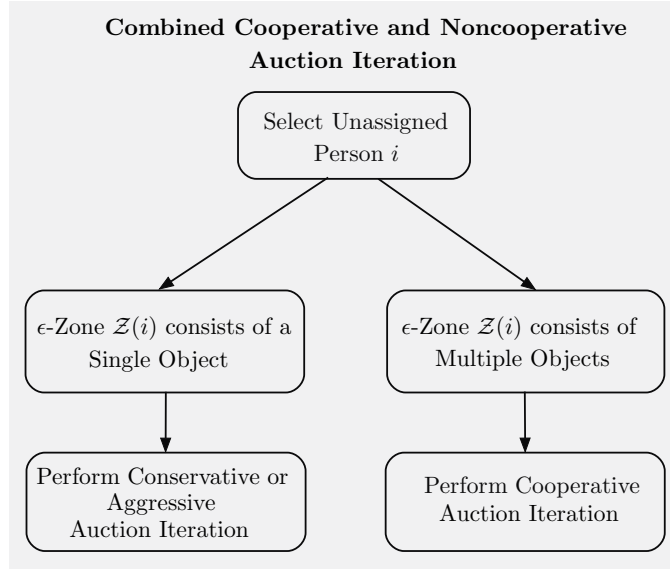 Combined Cooperative and Noncooperative
Auction Iteration
Select Unassigned
Person i
ϵ-Zone 𝒵(i) consists of a
Single Object
ϵ-Zone 𝒵(i) consists of
Multiple Objects
Perform Conservative or
Aggressive
Auction Iteration
Perform Cooperative
Auction Iteration